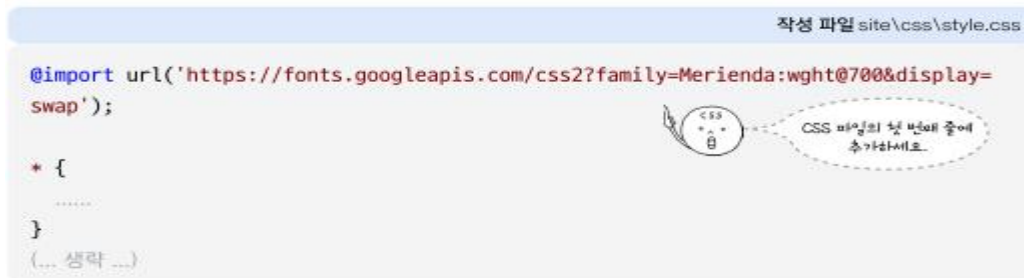 작성 파일 site\css\style.css
@import url('https://fonts.googleapis.com/css2?family=Merienda:wght@700&display=
swap');
CSS
CSS 파일의 첫 번째 줄에
추가하세요.
* {
......
}
(... 생략 ...)